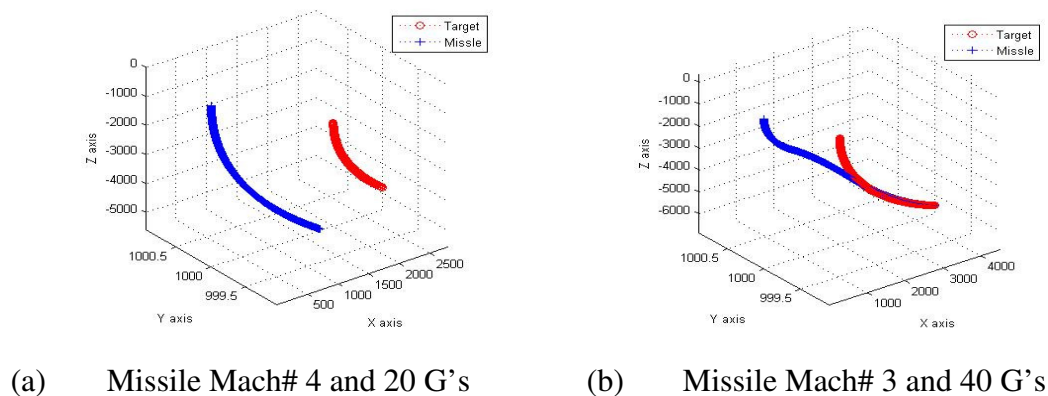 Target
Missle
0
-1000
-2000
-3000
-4000
-5000
Z axis
1000.5
1000
999.5
Y axis
500
1000
1500
2000
2500
X axis
Target
Missle
0
-1000
-2000
-3000
-4000
-5000
-6000
Z axis
1000.5
1000
999.5
Y axis
1000
2000
3000
4000
X axis
(a) Missile Mach# 4 and 20 G's
(b) Missile Mach# 3 and 40 G's